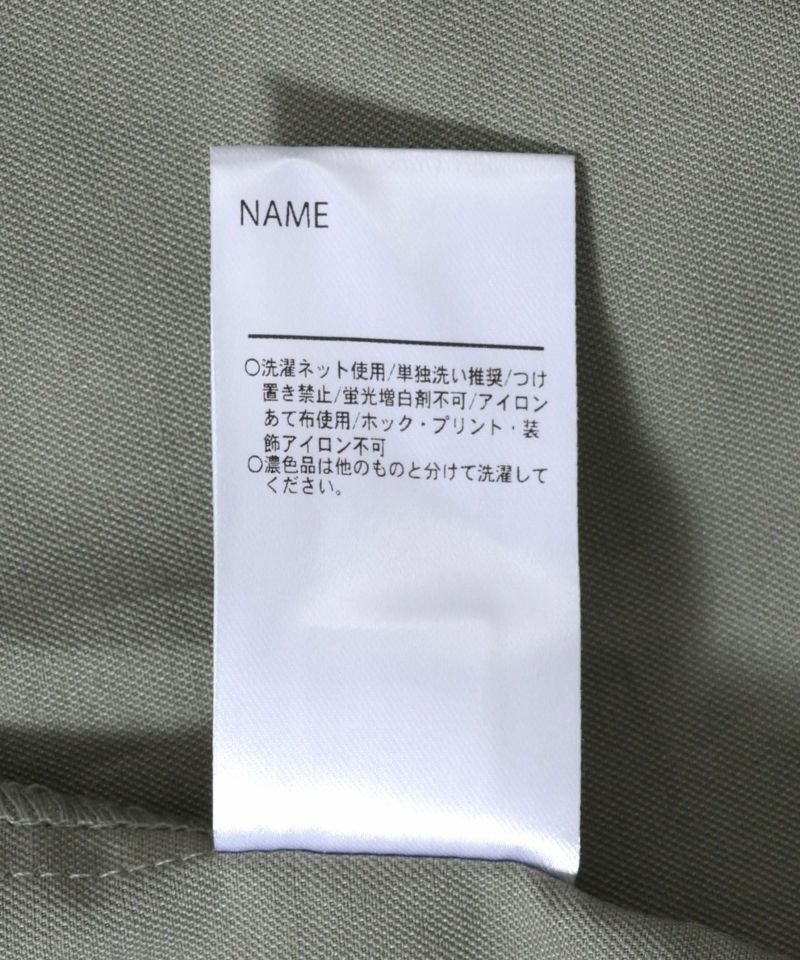 NAME
○洗濯ネット使用/単独洗い推奨/つけ
置き禁止/蛍光増白剤不可/アイロン
あて布使用/ホック・プリント・装
飾アイロン不可
○濃色品は他のものと分けて洗濯して
ください。